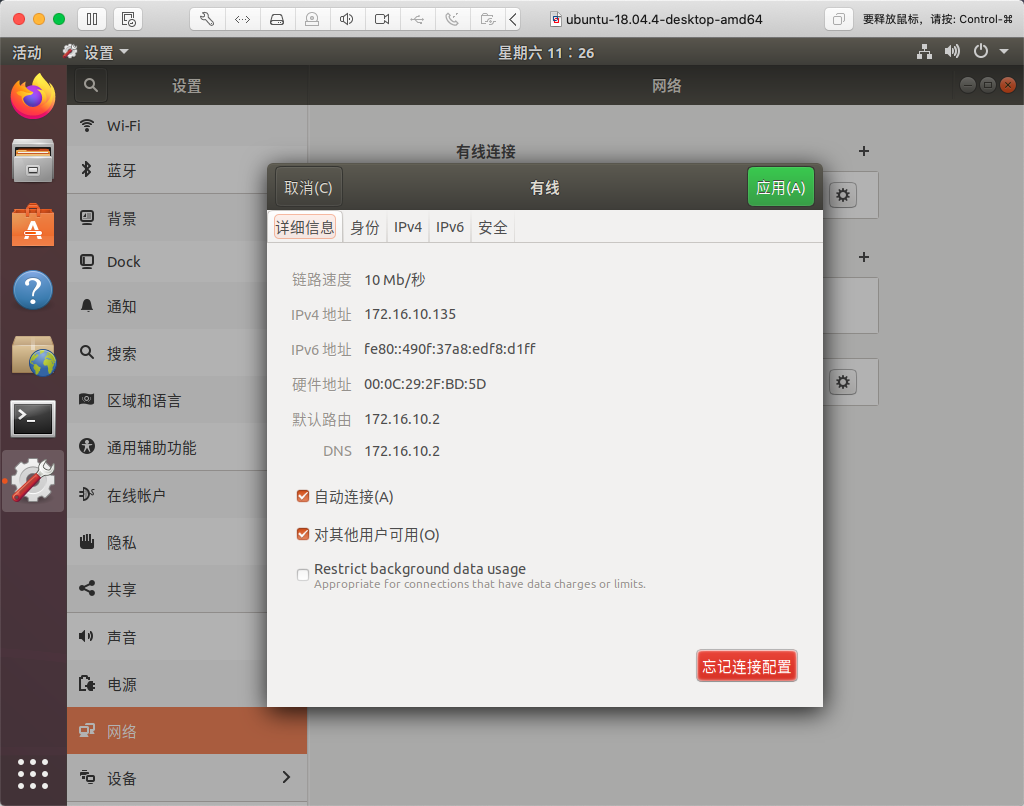 ubuntu-18.04.4-desktop-amd64
要释放鼠标，请按: Control-⌘
活动
设置
星期六 11：26
设置
网络
Wi-Fi
蓝牙
背景
Dock
通知
搜索
区域和语言
通用辅助功能
在线帐户
隐私
共享
声音
电源
网络
设备
有线连接
取消(C)
有线
应用(A)
详细信息
身份
IPv4
IPv6
安全
链路速度 10 Mb/秒
IPv4 地址 172.16.10.135
IPv6 地址 fe80::490f:37a8:edf8:d1ff
硬件地址 00:0C:29:2F:BD:5D
默认路由 172.16.10.2
DNS 172.16.10.2
自动连接(A)
对其他用户可用(O)
Restrict background data usage
Appropriate for connections that have data charges or limits.
忘记连接配置